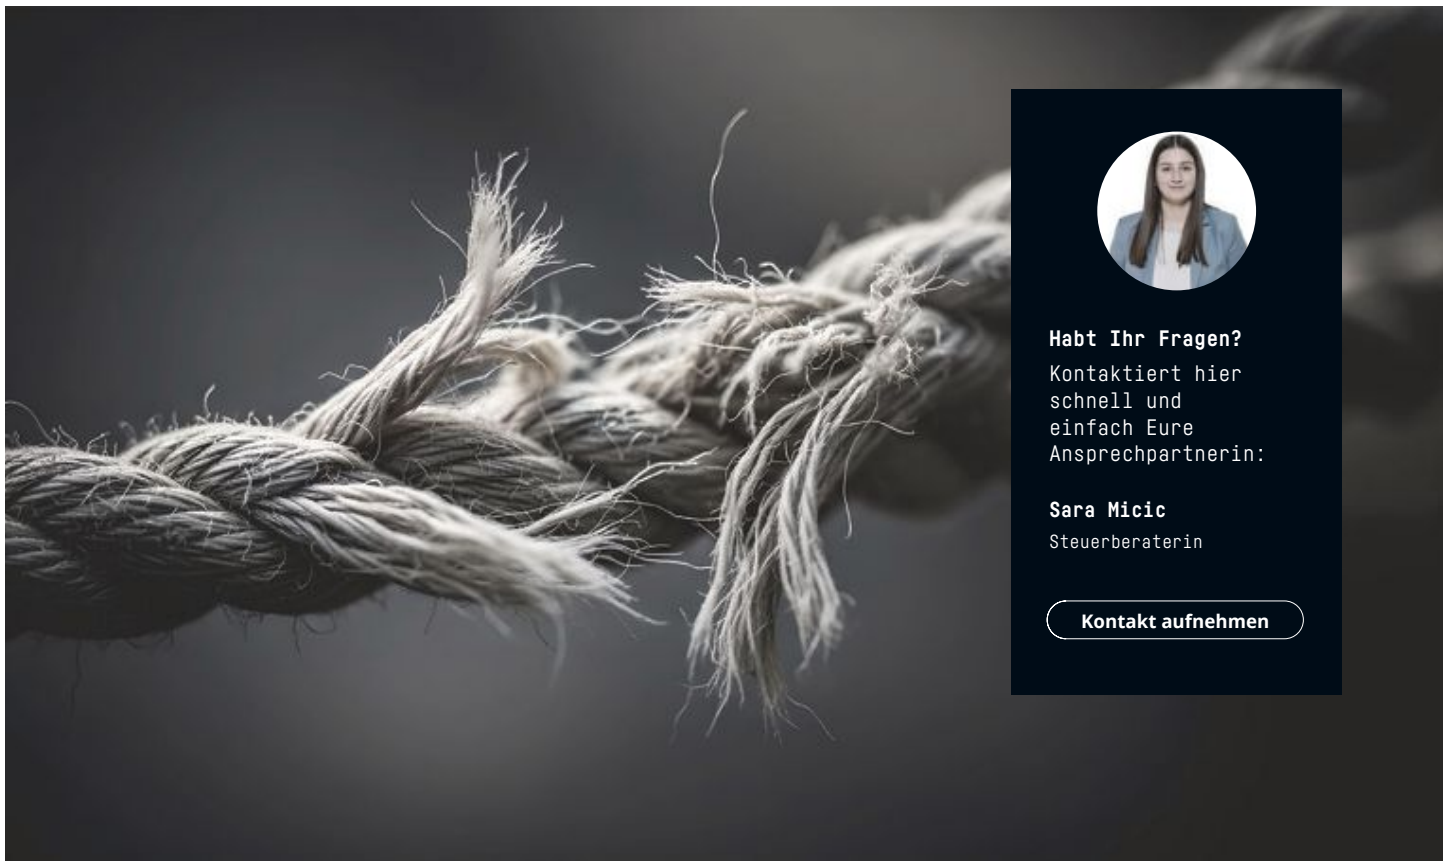 Habt Ihr Fragen?
Kontaktiert hier
schnell und
einfach Eure
Ansprechpartnerin:
Sara Micic
Steuerberaterin
Kontakt aufnehmen